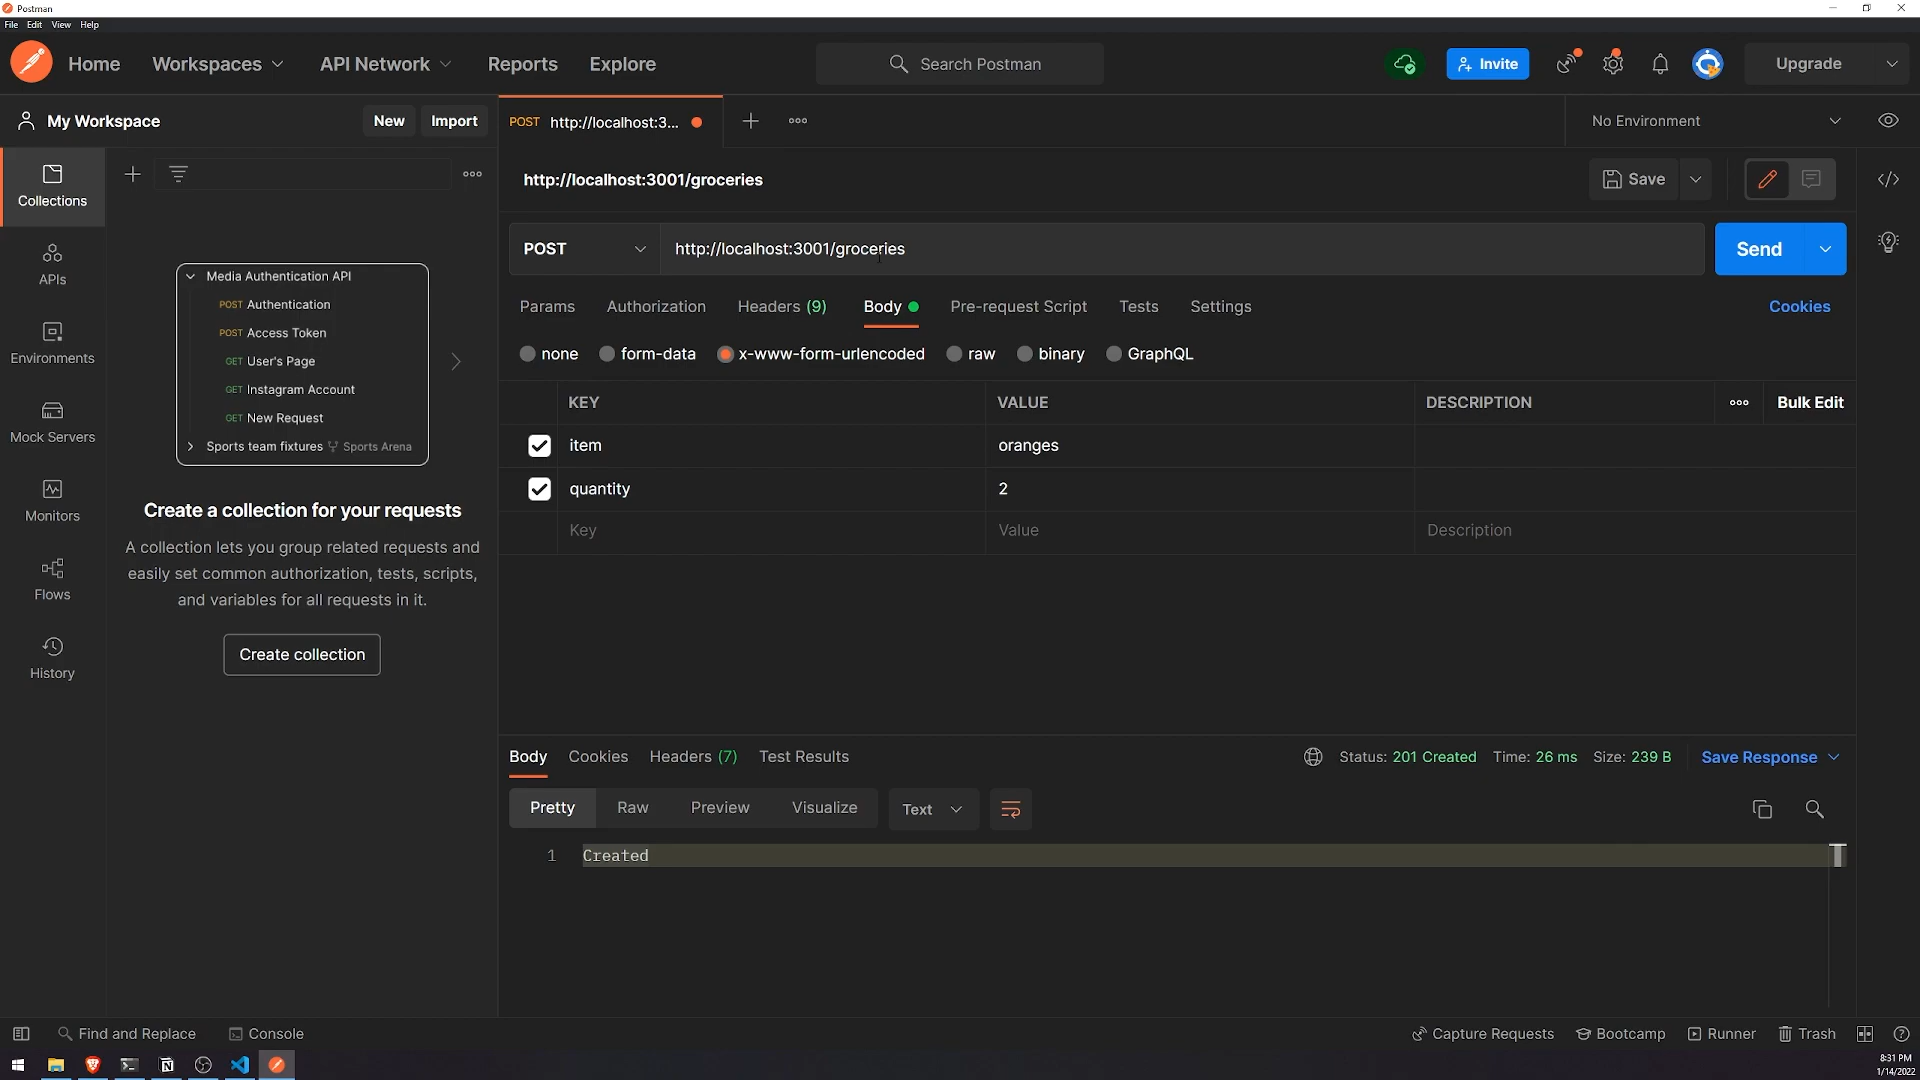 Postman
File Edit View Help
Home Workspaces API Network Reports Explore Search Postman Invite Upgrade
My Workspace New Import POST http://localhost:3... No Environment
http://localhost:3001/groceries Save
Collections
POST http://localhost:3001/groceries Send
APIs
Params Authorization Headers (9) Body Pre-request Script Tests Settings Cookies
Environments
none form-data x-www-form-urlencoded raw binary GraphQL
Mock Servers
Monitors
Flows
History
Media Authentication API
POST Authentication
POST Access Token
GET User's Page
GET Instagram Account
GET New Request
Sports team fixtures Sports Arena
Create a collection for your requests
A collection lets you group related requests and
easily set common authorization, tests, scripts,
and variables for all requests in it.
Create collection
KEY VALUE DESCRIPTION Bulk Edit
item oranges
quantity 2
Key Value Description
Body Cookies Headers (7) Test Results Status: 201 Created Time: 26 ms Size: 239 B Save Response
Pretty Raw Preview Visualize Text
1 Created
Find and Replace Console Capture Requests Bootcamp Runner Trash
8:31 PM
1/14/2022